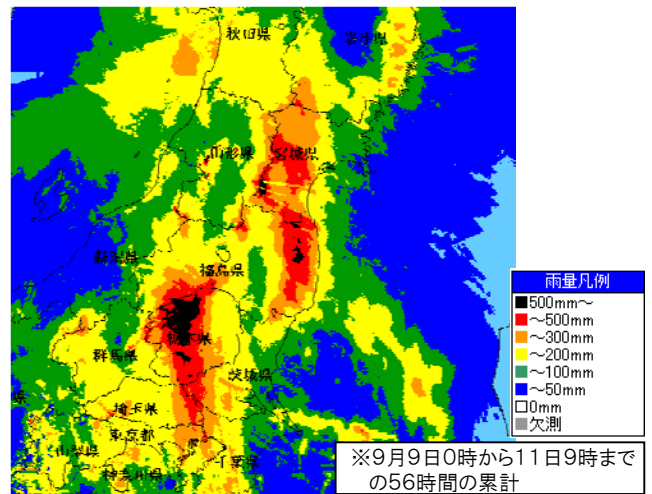 秋田県
岩手県
山形県
宮城県
新潟県
福島県
栃木県
群馬県
茨城県
埼玉県
東京都
山梨県
千葉県
神奈川県
県
雨量凡例
500mm～
～500mm
～300mm
～200mm
～100mm
～50mm
0mm
欠測
※9月9日0時から11日9時まで
の56時間の累計